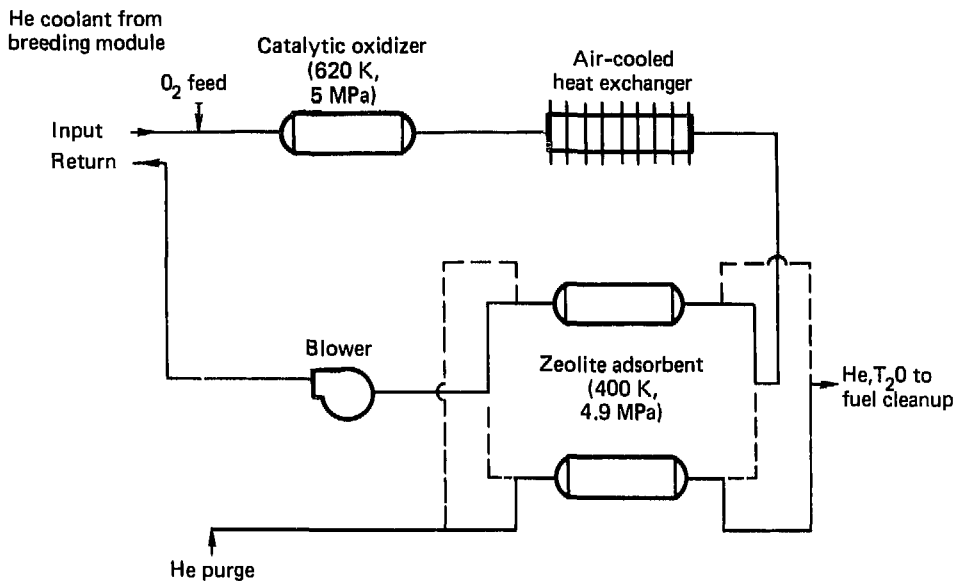 He coolant from
breeding module
O₂ feed
Catalytic oxidizer
(620 K,
5 MPa)
Air-cooled
heat exchanger
Input
Return
Blower
Zeolite adsorbent
(400 K,
4.9 MPa)
He,T₂0 to
fuel cleanup
He purge